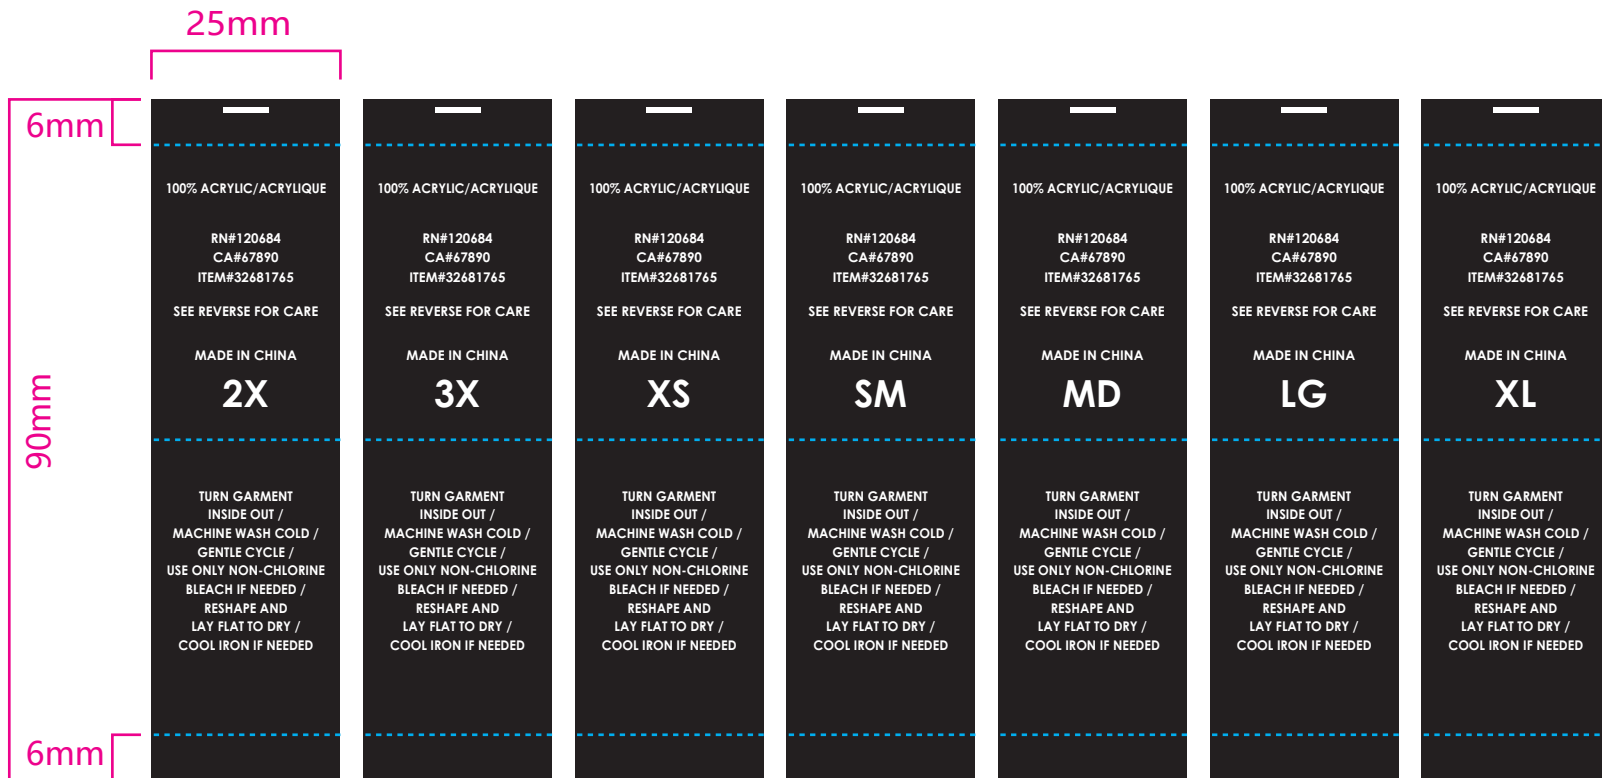 25mm
6mm
90mm
6mm
100% ACRYLIC/ACRYLIQUE
RN#120684
CA#67890
ITEM#32681765
SEE REVERSE FOR CARE
MADE IN CHINA
2X
TURN GARMENT
INSIDE OUT /
MACHINE WASH COLD /
GENTLE CYCLE /
USE ONLY NON-CHLORINE
BLEACH IF NEEDED /
RESHAPE AND
LAY FLAT TO DRY /
COOL IRON IF NEEDED
100% ACRYLIC/ACRYLIQUE
RN#120684
CA#67890
ITEM#32681765
SEE REVERSE FOR CARE
MADE IN CHINA
3X
TURN GARMENT
INSIDE OUT /
MACHINE WASH COLD /
GENTLE CYCLE /
USE ONLY NON-CHLORINE
BLEACH IF NEEDED /
RESHAPE AND
LAY FLAT TO DRY /
COOL IRON IF NEEDED
100% ACRYLIC/ACRYLIQUE
RN#120684
CA#67890
ITEM#32681765
SEE REVERSE FOR CARE
MADE IN CHINA
XS
TURN GARMENT
INSIDE OUT /
MACHINE WASH COLD /
GENTLE CYCLE /
USE ONLY NON-CHLORINE
BLEACH IF NEEDED /
RESHAPE AND
LAY FLAT TO DRY /
COOL IRON IF NEEDED
100% ACRYLIC/ACRYLIQUE
RN#120684
CA#67890
ITEM#32681765
SEE REVERSE FOR CARE
MADE IN CHINA
SM
TURN GARMENT
INSIDE OUT /
MACHINE WASH COLD /
GENTLE CYCLE /
USE ONLY NON-CHLORINE
BLEACH IF NEEDED /
RESHAPE AND
LAY FLAT TO DRY /
COOL IRON IF NEEDED
100% ACRYLIC/ACRYLIQUE
RN#120684
CA#67890
ITEM#32681765
SEE REVERSE FOR CARE
MADE IN CHINA
MD
TURN GARMENT
INSIDE OUT /
MACHINE WASH COLD /
GENTLE CYCLE /
USE ONLY NON-CHLORINE
BLEACH IF NEEDED /
RESHAPE AND
LAY FLAT TO DRY /
COOL IRON IF NEEDED
100% ACRYLIC/ACRYLIQUE
RN#120684
CA#67890
ITEM#32681765
SEE REVERSE FOR CARE
MADE IN CHINA
LG
TURN GARMENT
INSIDE OUT /
MACHINE WASH COLD /
GENTLE CYCLE /
USE ONLY NON-CHLORINE
BLEACH IF NEEDED /
RESHAPE AND
LAY FLAT TO DRY /
COOL IRON IF NEEDED
100% ACRYLIC/ACRYLIQUE
RN#120684
CA#67890
ITEM#32681765
SEE REVERSE FOR CARE
MADE IN CHINA
XL
TURN GARMENT
INSIDE OUT /
MACHINE WASH COLD /
GENTLE CYCLE /
USE ONLY NON-CHLORINE
BLEACH IF NEEDED /
RESHAPE AND
LAY FLAT TO DRY /
COOL IRON IF NEEDED